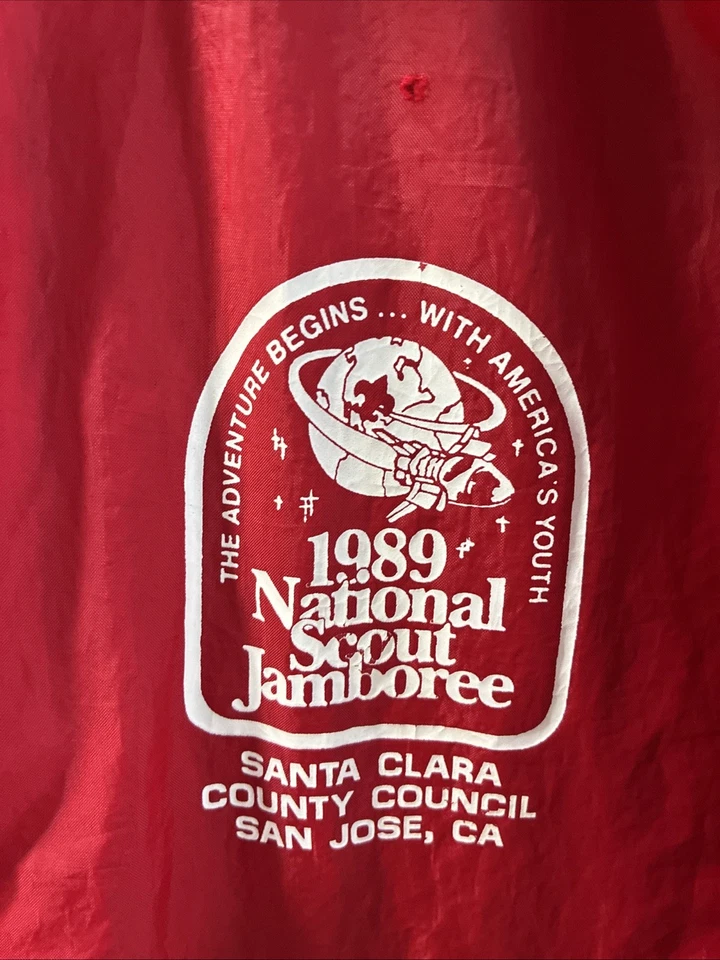 THE ADVENTURE BEGINS ... WITH AMERICA'S YOUTH
1989
National
Scout
Jamboree
SANTA CLARA
COUNTY COUNCIL
SAN JOSE, CA